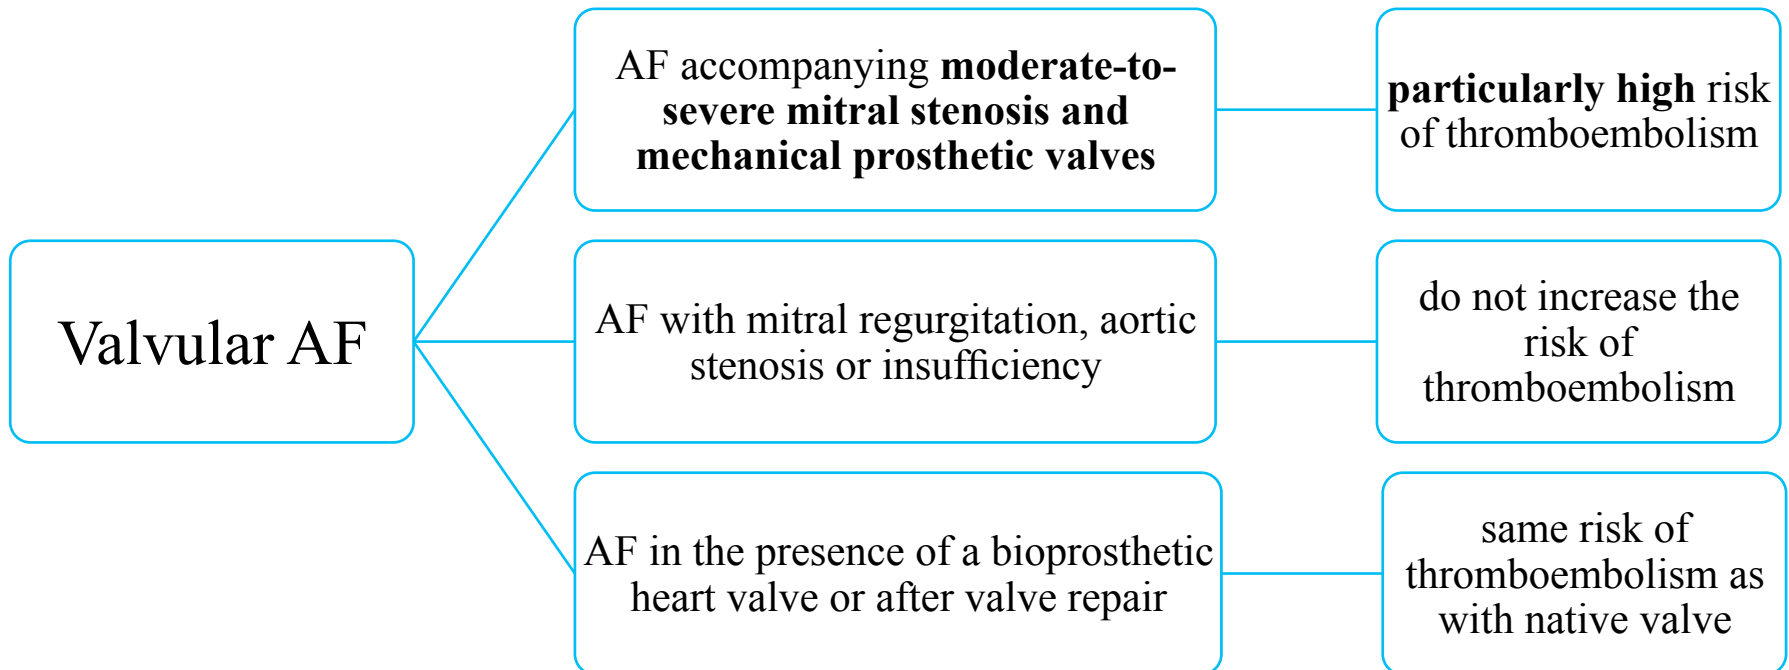 Valvular AF
AF accompanying moderate-to-
severe mitral stenosis and
mechanical prosthetic valves
particularly high risk
of thromboembolism
AF with mitral regurgitation, aortic
stenosis or insufficiency
do not increase the
risk of
thromboembolism
AF in the presence of a bioprosthetic
heart valve or after valve repair
same risk of
thromboembolism as
with native valve